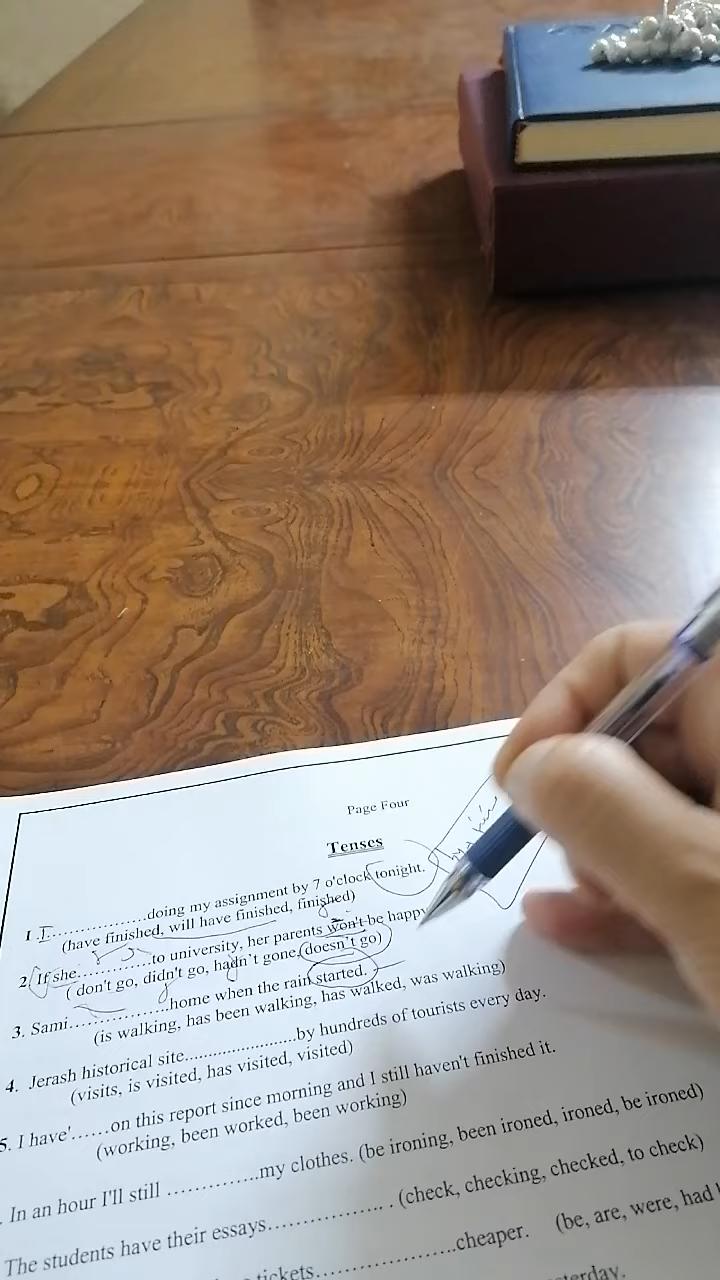 Page Four
Tenses
1 I..................doing my assignment by 7 o'clock tonight.
(have finished, will have finished, finished)
2 If she..............to university, her parents won't be happy
( don't go, didn't go, hadn't gone, doesn't go)
3. Sami....................home when the rain started.
(is walking, has been walking, has walked, was walking)
4. Jerash historical site.......................by hundreds of tourists every day.
(visits, is visited, has visited, visited)
5. I have'......on this report since morning and I still haven't finished it.
(working, been worked, been working)
. In an hour I'll still ..............my clothes. (be ironing, been ironed, ironed, be ironed)
The students have their essays................. . (check, checking, checked, to check)
tickets......................cheaper. (be, are, were, had